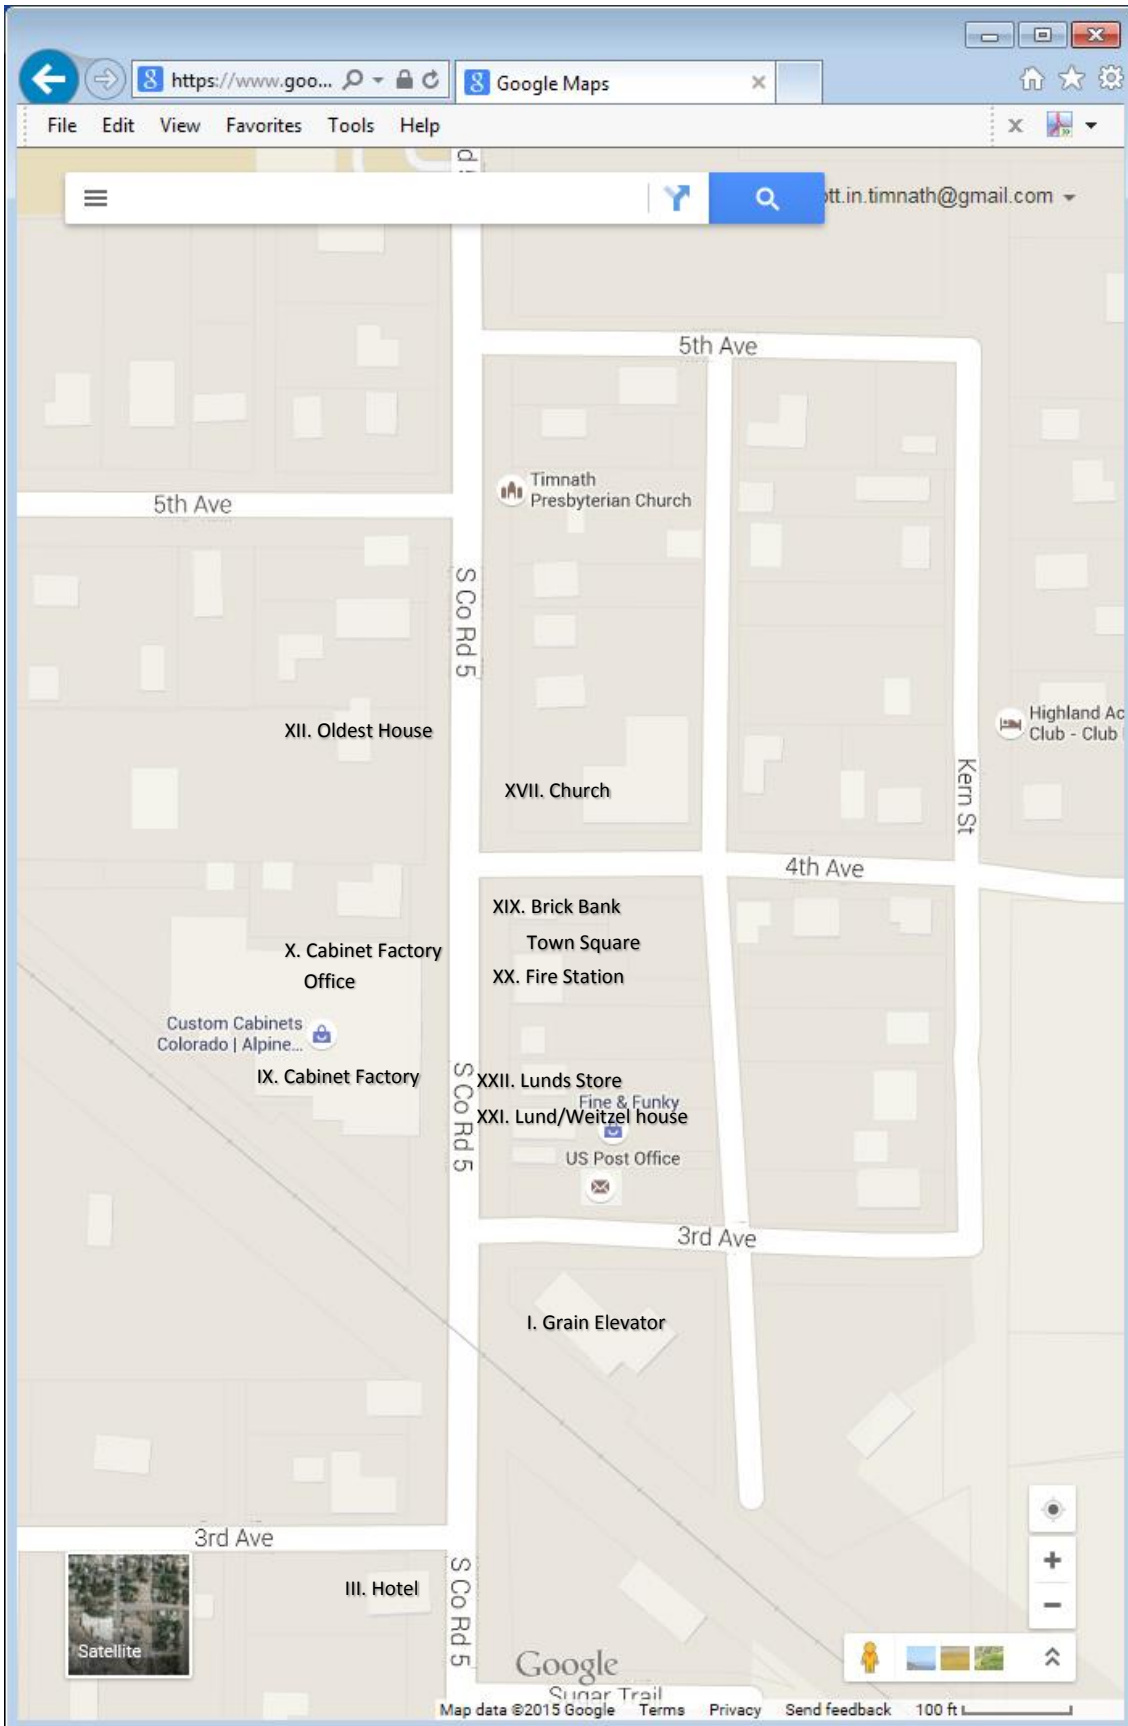 https://www.goo...
Google Maps
File Edit View Favorites Tools Help
ott.in.timnath@gmail.com
5th Ave
Timnath
Presbyterian Church
5th Ave
S Co Rd 5
XII. Oldest House
Highland Ac
Club - Club
XVII. Church
Kern St
4th Ave
XIX. Brick Bank
Town Square
X. Cabinet Factory
Office
XX. Fire Station
Custom Cabinets
Colorado | Alpine...
IX. Cabinet Factory
S Co Rd 5
XXII. Lunds Store
Fine & Funky
XXI. Lund/Weitzel house
US Post Office
3rd Ave
I. Grain Elevator
3rd Ave
III. Hotel
S Co Rd 5
Satellite
Google
Sugar Trail
Map data ©2015 Google Terms Privacy Send feedback 100 ft